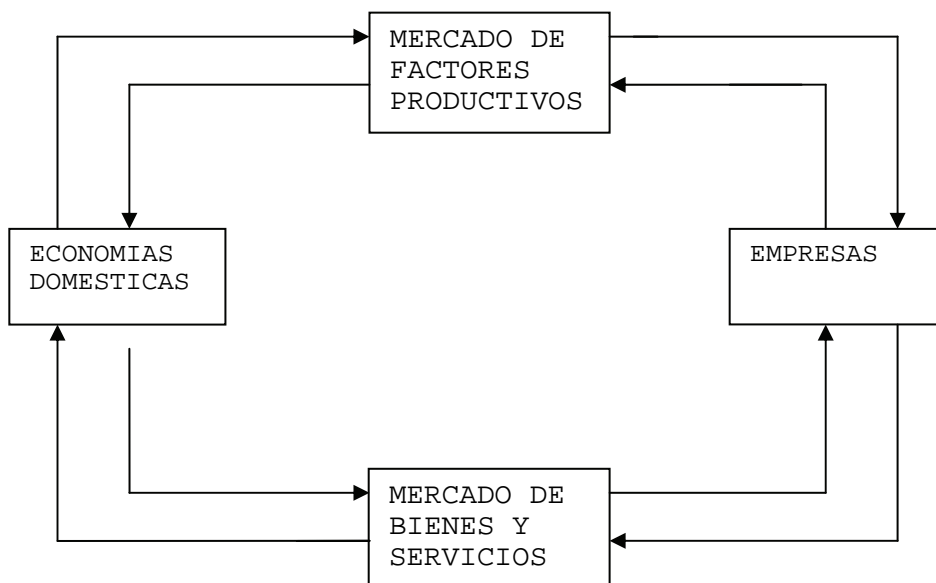 MERCADO DE
FACTORES
PRODUCTIVOS
ECONOMIAS
DOMESTICAS
EMPRESAS
MERCADO DE
BIENES Y
SERVICIOS